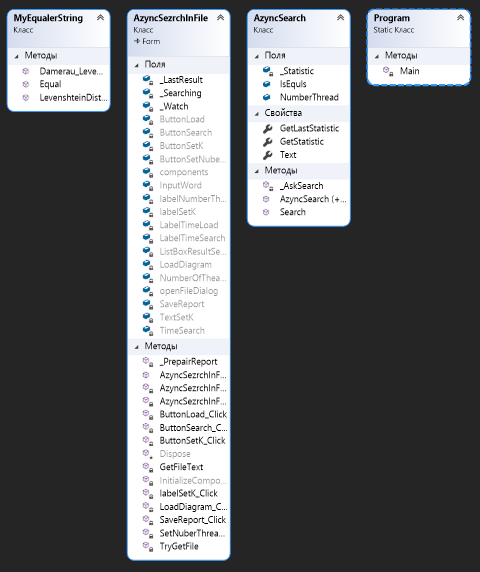 MyEqualerString
Класс
Методы
Damerau_Leve...
Equal
LevenshteinDist...
AzyncSezrchInFile
Класс
Form
Поля
_LastResult
_Searching
_Watch
ButtonLoad
ButtonSearch
ButtonSetK
ButtonSetNube...
components
InputWord
labelNumberTh...
labelSetK
LabelTimeLoad
LabelTimeSearch
ListBoxResultSe...
LoadDiagram
NumberOfThea...
openFileDialog
SaveReport
TextSetK
TimeSearch
Методы
_PrepairReport
AzyncSezrchInF...
AzyncSezrchInF...
AzyncSezrchInF...
ButtonLoad_Click
ButtonSearch_C...
ButtonSetK_Click
Dispose
GetFileText
InitializeCompo...
labelSetK_Click
LoadDiagram_C...
SaveReport_Click
SetNuberThrea...
TryGetFile
AzyncSearch
Класс
Поля
_Statistic
IsEquls
NumberThread
Свойства
GetLastStatistic
GetStatistic
Text
Методы
_AskSearch
AzyncSearch (+...
Search
Program
Static Класс
Методы
Main